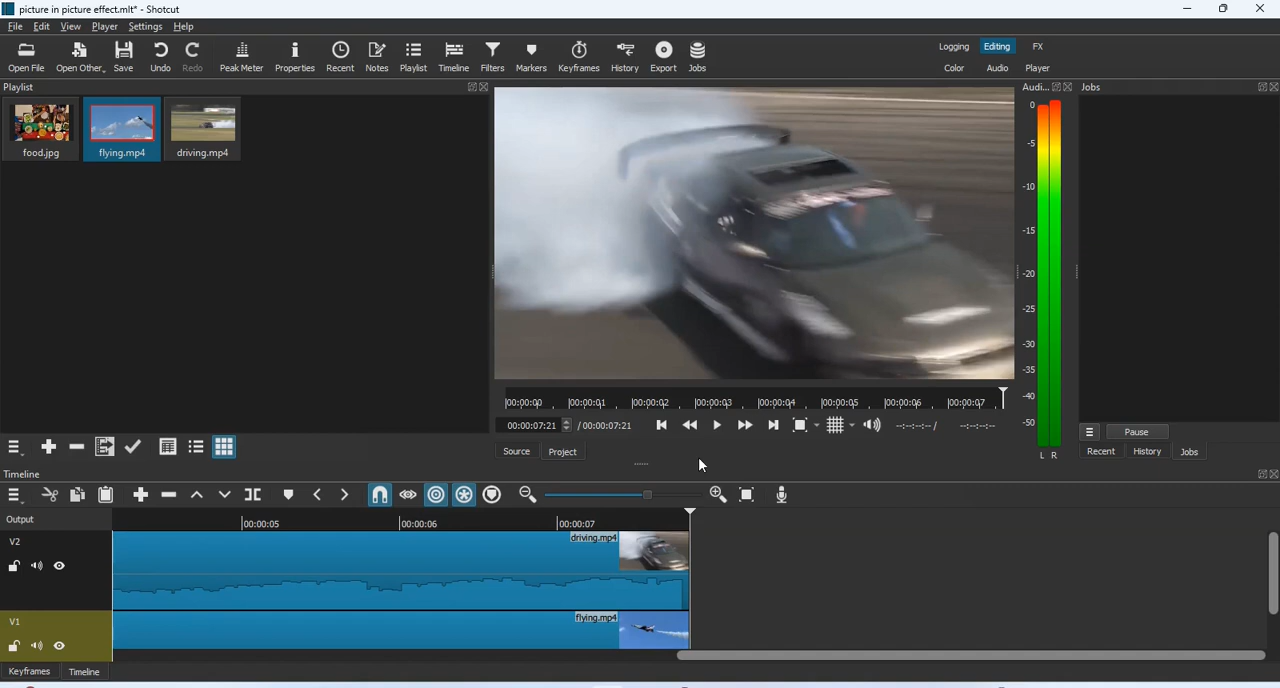 picture in picture effect.mlt* - Shotcut
File Edit View Player Settings Help
Open File Open Other.. Save Undo Redo Peak Meter Properties Recent Notes Playlist Timeline Filters Markers Keyframes History Export Jobs
Logging Editing FX
Color Audio Player
Playlist
food.jpg flying.mp4 driving.mp4
Audi...
0
-5
-10
-15
-20
-25
-30
-35
-40
-50
L R
Jobs
00:00:00 00:00:01 00:00:02 00:00:03 00:00:04 00:00:05 00:00:06 00:00:07
00:00:07:21 / 00:00:07:21 --:--:--:-- / --:--:--:--
Source Project
Pause
Recent History Jobs
Timeline
Output
00:00:05 00:00:06 00:00:07
V2
driving.mp4
V1
flying.mp4
Keyframes Timeline